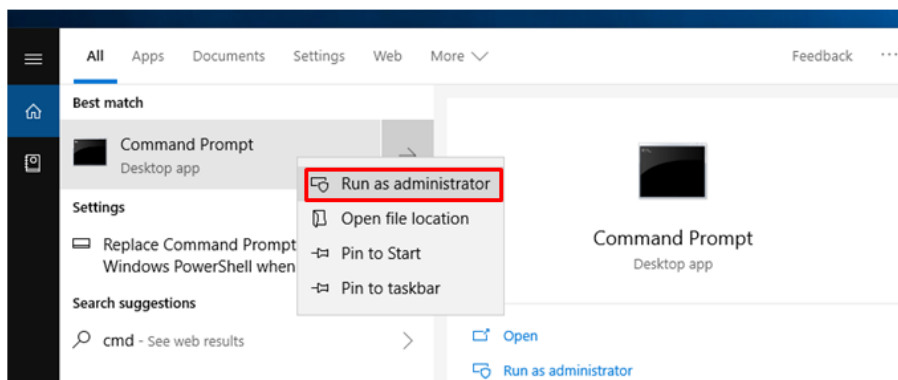 All Apps Documents Settings Web More Feedback ...
Best match
Command Prompt
Desktop app
Run as administrator
Open file location
Pin to Start
Pin to taskbar
Settings
Replace Command Prompt
Windows PowerShell when
Search suggestions
cmd - See web results
Command Prompt
Desktop app
Open
Run as administrator